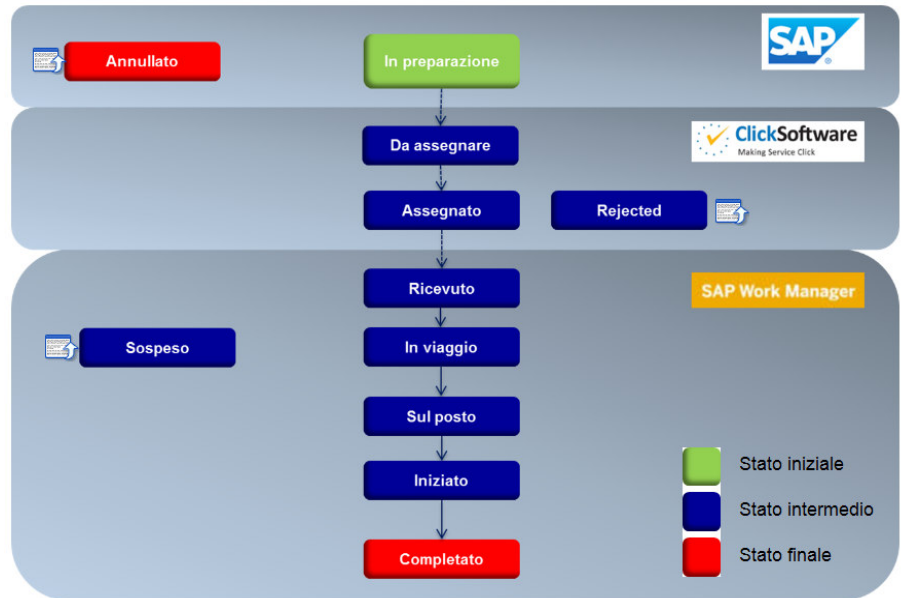 SAP
®
Annullato
In preparazione
ClickSoftware
Making Service Click
Da assegnare
Assegnato
Rejected
Ricevuto
SAP Work Manager
Sospeso
In viaggio
Sul posto
Iniziato
Completato
Stato iniziale
Stato intermedio
Stato finale